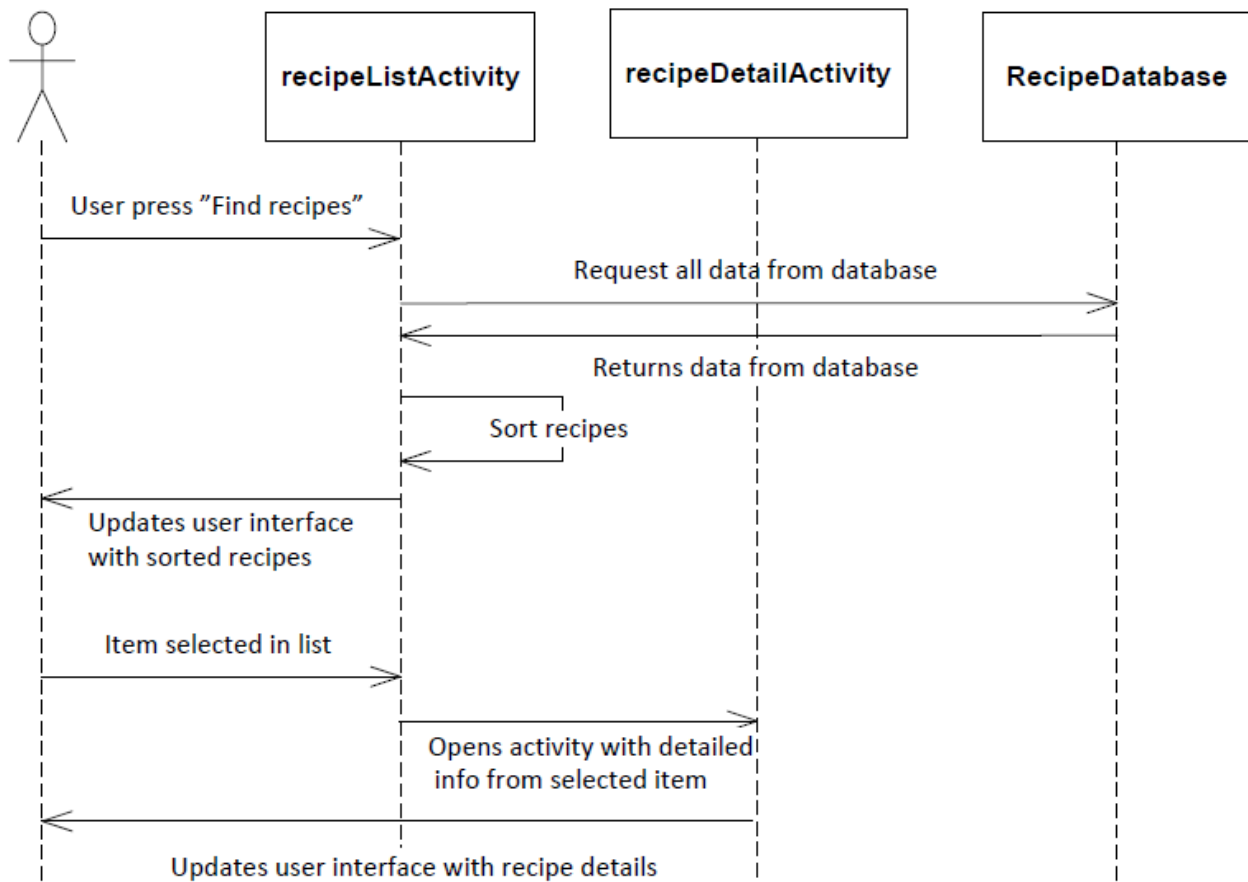 recipeListActivity
recipeDetailActivity
RecipeDatabase
User press ”Find recipes”
Request all data from database
Returns data from database
Sort recipes
Updates user interface
with sorted recipes
Item selected in list
Opens activity with detailed
info from selected item
Updates user interface with recipe details